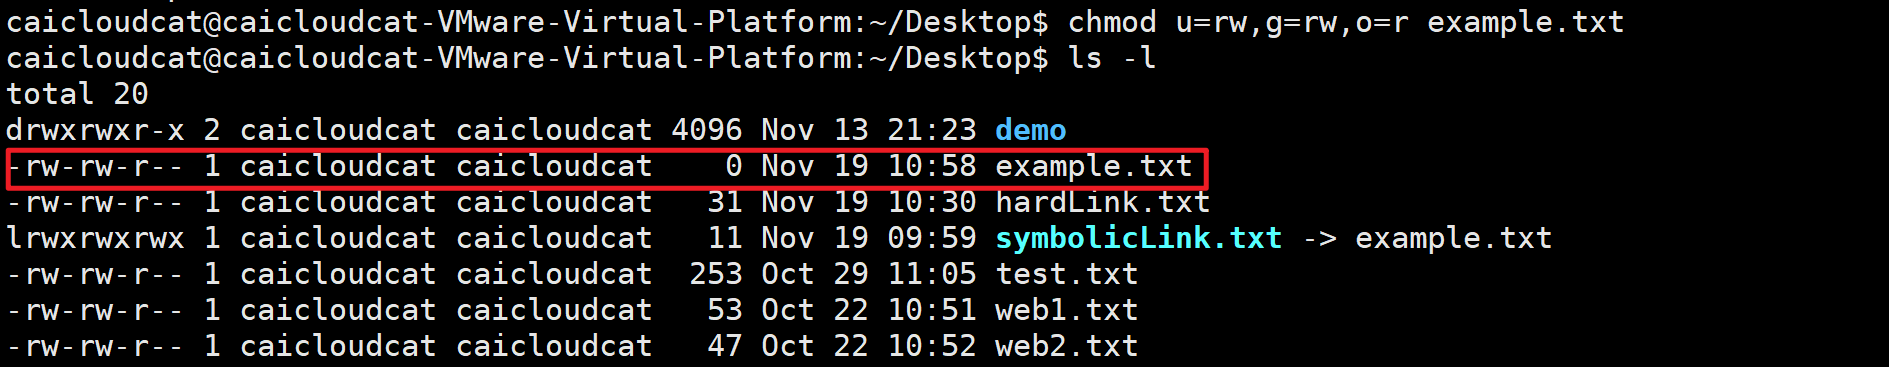 caicloudcat@caicloudcat-VMware-Virtual-Platform:~/Desktop$ chmod u=rw,g=rw,o=r example.txt
caicloudcat@caicloudcat-VMware-Virtual-Platform:~/Desktop$ ls -l
total 20
drwxrwxr-x 2 caicloudcat caicloudcat 4096 Nov 13 21:23 demo
-rw-rw-r-- 1 caicloudcat caicloudcat    0 Nov 19 10:58 example.txt
-rw-rw-r-- 1 caicloudcat caicloudcat   31 Nov 19 10:30 hardLink.txt
lrwxrwxrwx 1 caicloudcat caicloudcat   11 Nov 19 09:59 symbolicLink.txt -> example.txt
-rw-rw-r-- 1 caicloudcat caicloudcat  253 Oct 29 11:05 test.txt
-rw-rw-r-- 1 caicloudcat caicloudcat   53 Oct 22 10:51 web1.txt
-rw-rw-r-- 1 caicloudcat caicloudcat   47 Oct 22 10:52 web2.txt